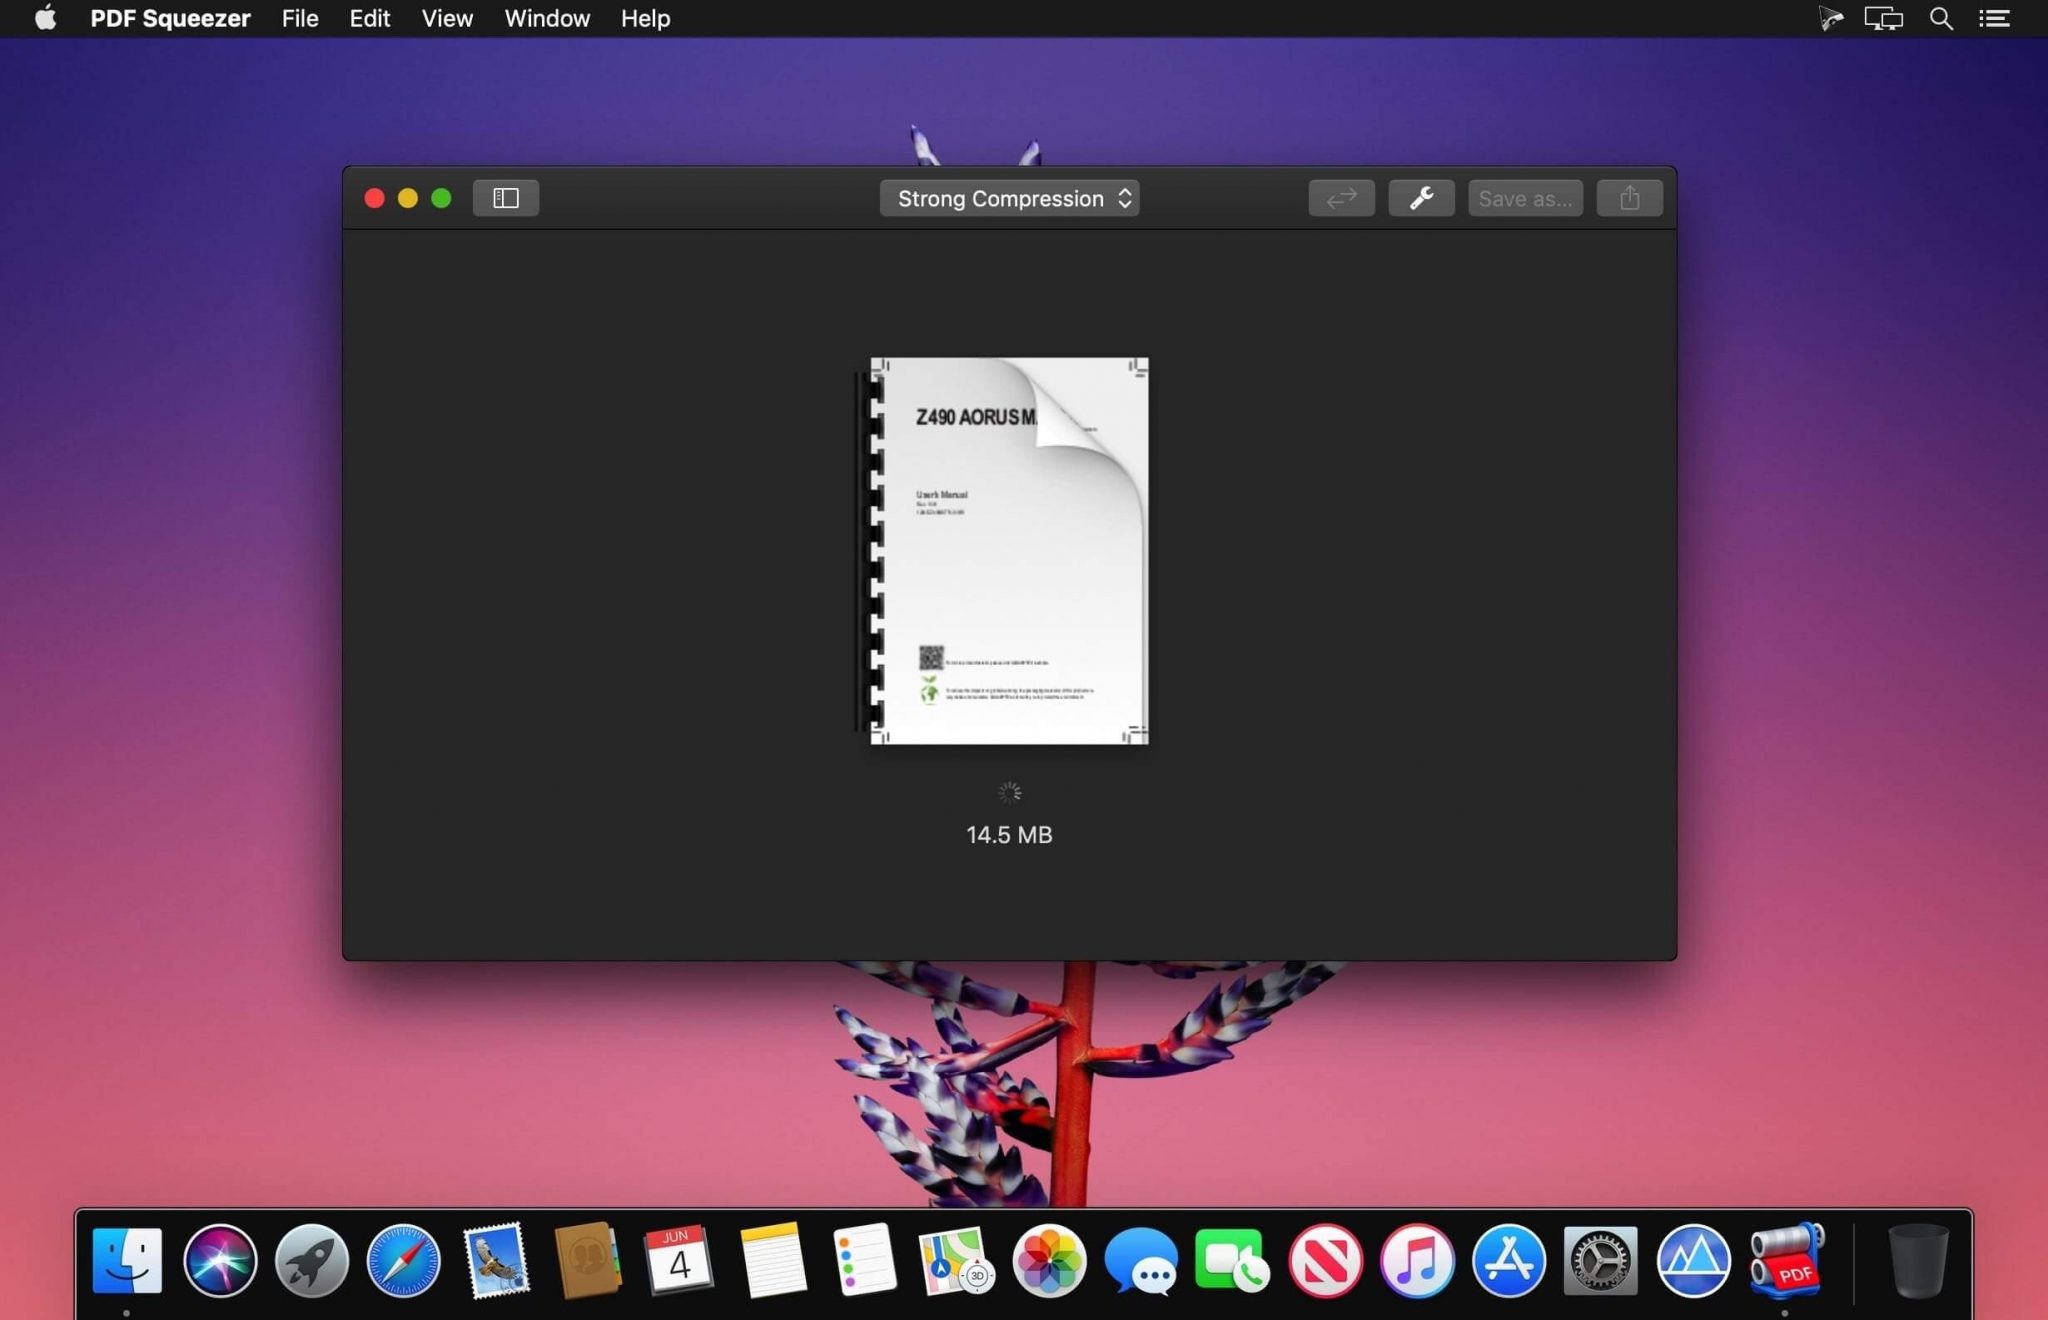 PDF Squeezer File Edit View Window Help
Strong Compression
Save as...
Z490 AORUS M
User's Manual
14.5 MB
JUN
4
3D
PDF